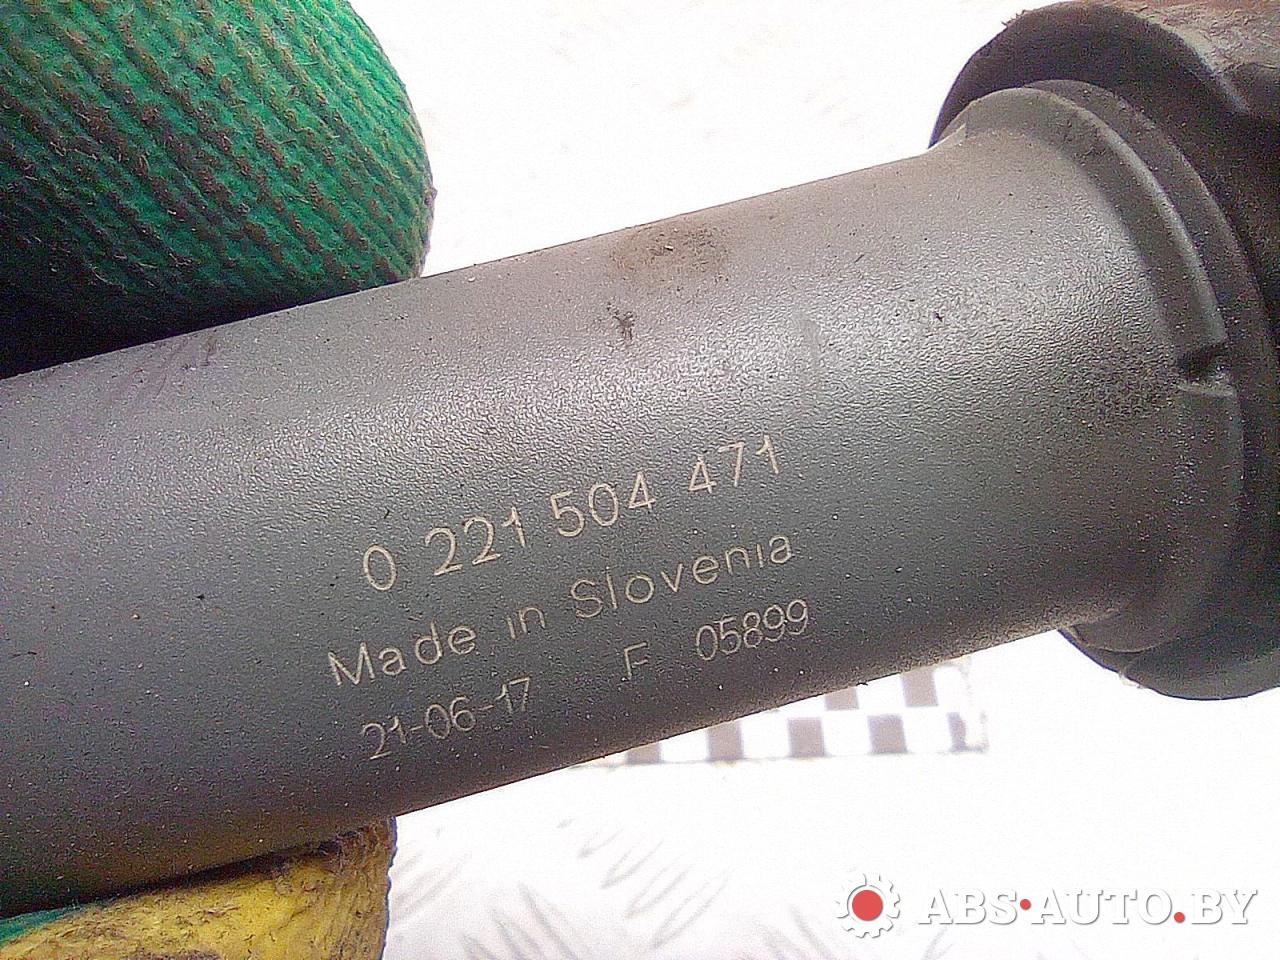 0 221 504 471
Made in Slovenia
21-06-17 F 05899
ABS•AUTO.BY